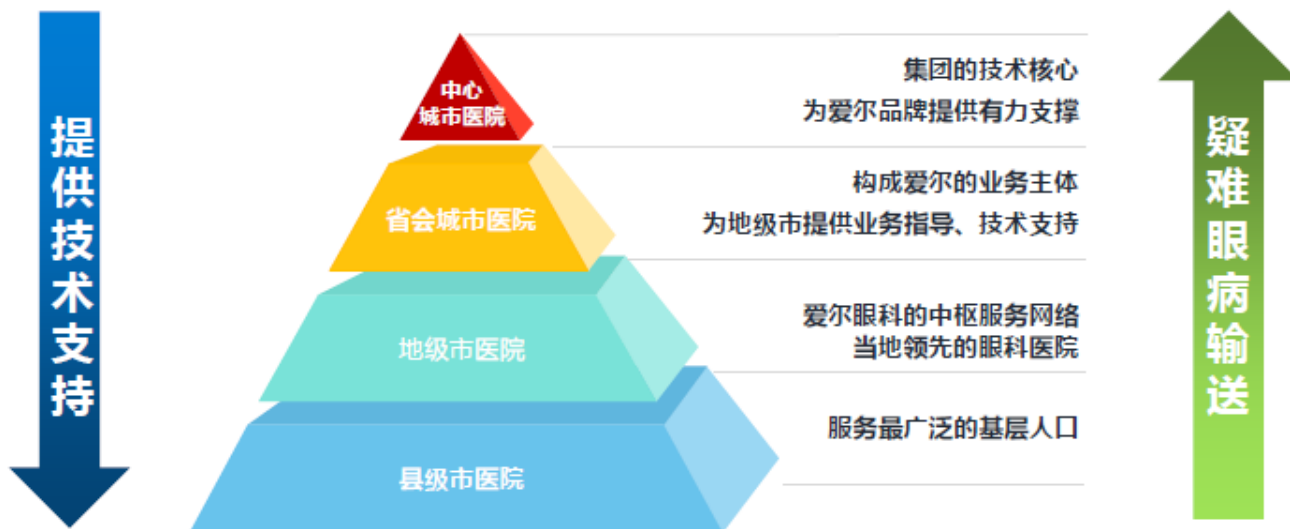 提供技术支持
中心
城市医院
集团的技术核心
为爱尔品牌提供有力支撑
省会城市医院
构成爱尔的业务主体
为地级市提供业务指导、技术支持
地级市医院
爱尔眼科的中枢服务网络
当地领先的眼科医院
县级市医院
服务最广泛的基层人口
疑难眼病输送